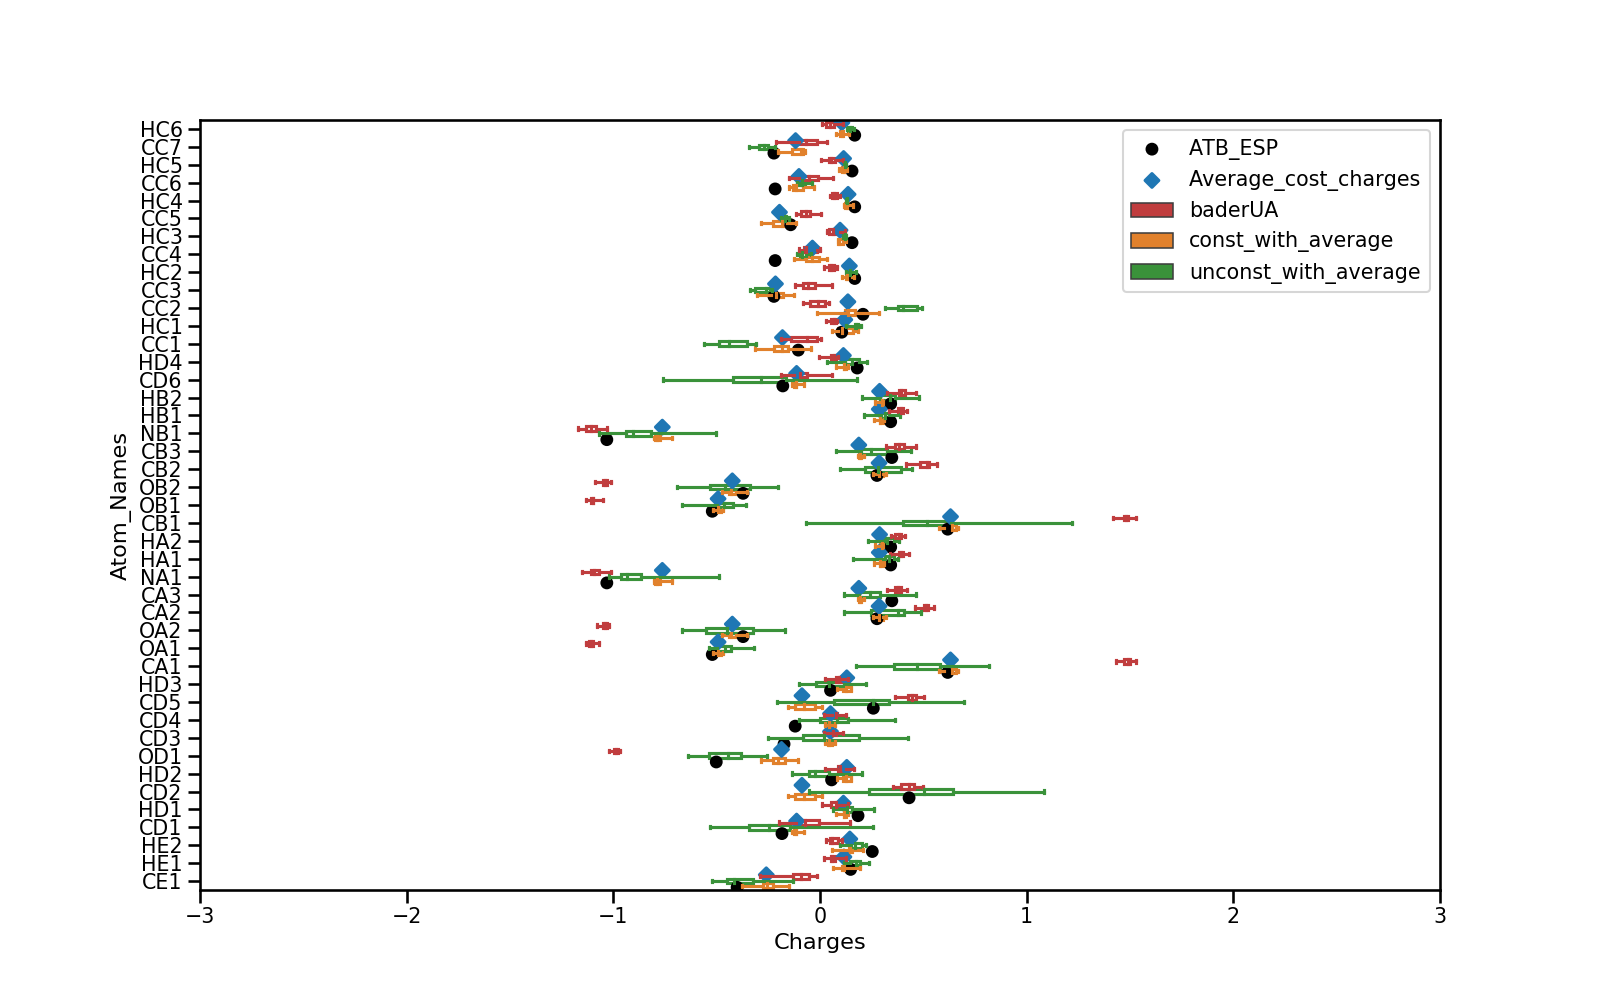 HC6
CC7
HC5
CC6
HC4
CC5
HC3
CC4
HC2
CC3
CC2
HC1
CC1
HD4
CD6
HB2
HB1
NB1
CB3
CB2
OB2
OB1
CB1
HA2
HA1
NA1
CA3
CA2
OA2
OA1
CA1
HD3
CD5
CD4
CD3
OD1
HD2
CD2
HD1
CD1
HE2
HE1
CE1
Atom_Names
ATB_ESP
Average_cost_charges
baderUA
const_with_average
unconst_with_average
−3 −2 −1 0 1 2 3
Charges